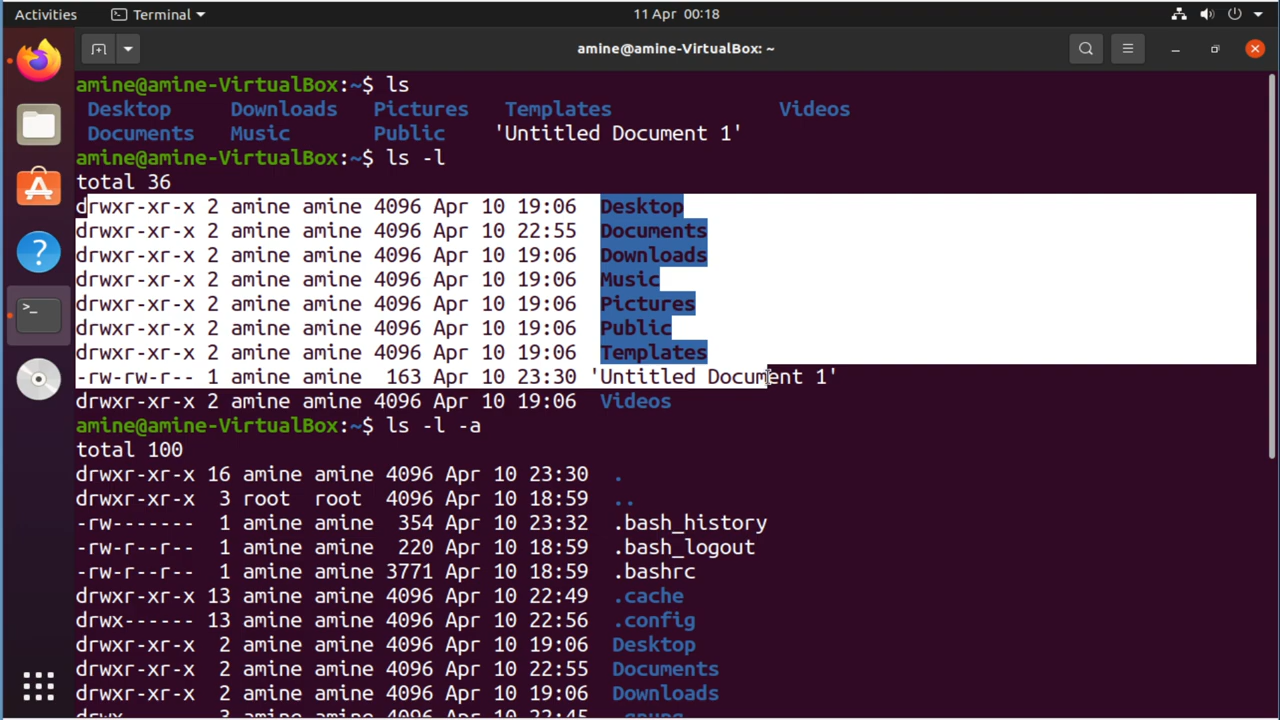 Activities Terminal 11 Apr 00:18
amine@amine-VirtualBox: ~
amine@amine-VirtualBox:~$ ls
Desktop Downloads Pictures Templates Videos
Documents Music Public 'Untitled Document 1'
amine@amine-VirtualBox:~$ ls -l
total 36
drwxr-xr-x 2 amine amine 4096 Apr 10 19:06 Desktop
drwxr-xr-x 2 amine amine 4096 Apr 10 22:55 Documents
drwxr-xr-x 2 amine amine 4096 Apr 10 19:06 Downloads
drwxr-xr-x 2 amine amine 4096 Apr 10 19:06 Music
drwxr-xr-x 2 amine amine 4096 Apr 10 19:06 Pictures
drwxr-xr-x 2 amine amine 4096 Apr 10 19:06 Public
drwxr-xr-x 2 amine amine 4096 Apr 10 19:06 Templates
-rw-rw-r-- 1 amine amine 163 Apr 10 23:30 'Untitled Document 1'
drwxr-xr-x 2 amine amine 4096 Apr 10 19:06 Videos
amine@amine-VirtualBox:~$ ls -l -a
total 100
drwxr-xr-x 16 amine amine 4096 Apr 10 23:30 .
drwxr-xr-x 3 root root 4096 Apr 10 18:59 ..
-rw------- 1 amine amine 354 Apr 10 23:32 .bash_history
-rw-r--r-- 1 amine amine 220 Apr 10 18:59 .bash_logout
-rw-r--r-- 1 amine amine 3771 Apr 10 18:59 .bashrc
drwxr-xr-x 13 amine amine 4096 Apr 10 22:49 .cache
drwx------ 13 amine amine 4096 Apr 10 22:56 .config
drwxr-xr-x 2 amine amine 4096 Apr 10 19:06 Desktop
drwxr-xr-x 2 amine amine 4096 Apr 10 22:55 Documents
drwxr-xr-x 2 amine amine 4096 Apr 10 19:06 Downloads